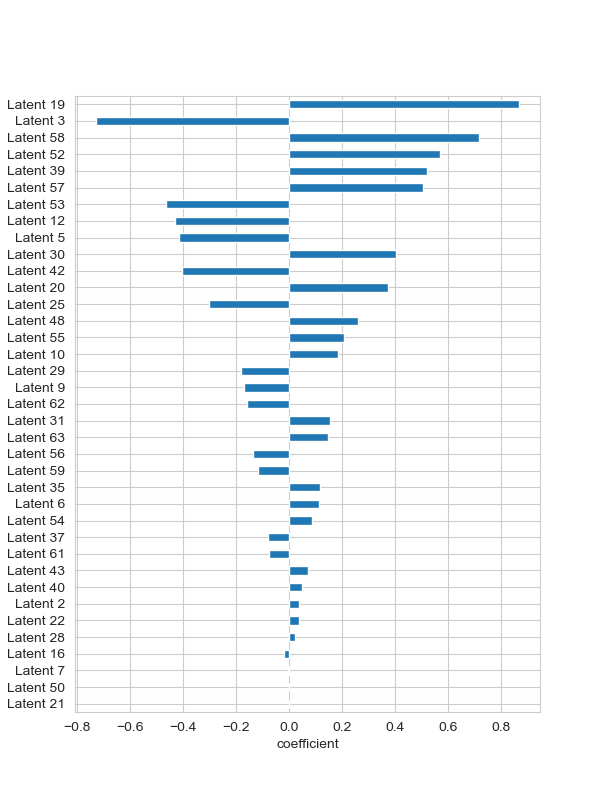 Latent 19
Latent 3
Latent 58
Latent 52
Latent 39
Latent 57
Latent 53
Latent 12
Latent 5
Latent 30
Latent 42
Latent 20
Latent 25
Latent 48
Latent 55
Latent 10
Latent 29
Latent 9
Latent 62
Latent 31
Latent 63
Latent 56
Latent 59
Latent 35
Latent 6
Latent 54
Latent 37
Latent 61
Latent 43
Latent 40
Latent 2
Latent 22
Latent 28
Latent 16
Latent 7
Latent 50
Latent 21
−0.8 −0.6 −0.4 −0.2 0.0 0.2 0.4 0.6 0.8
coefficient